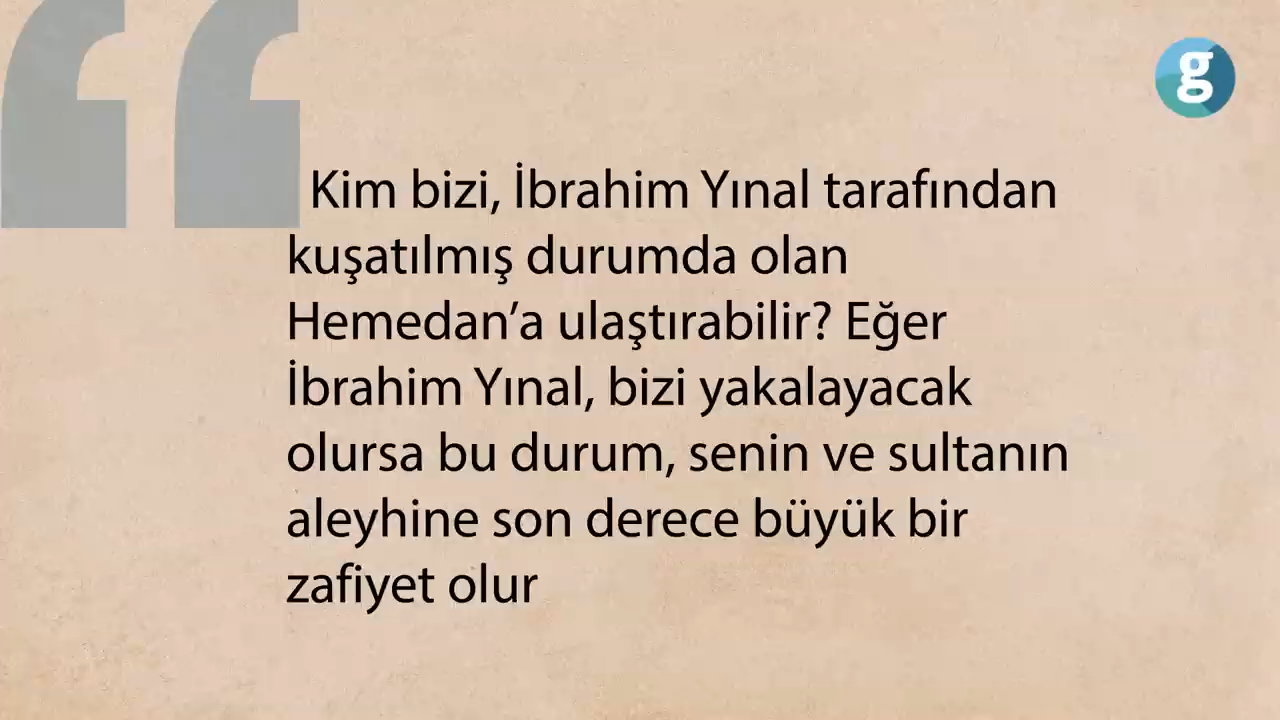 g
Kim bizi, İbrahim Yınal tarafından
kuşatılmış durumda olan
Hemedan’a ulaştırabilir? Eğer
İbrahim Yınal, bizi yakalayacak
olursa bu durum, senin ve sultanın
aleyhine son derece büyük bir
zafiyet olur